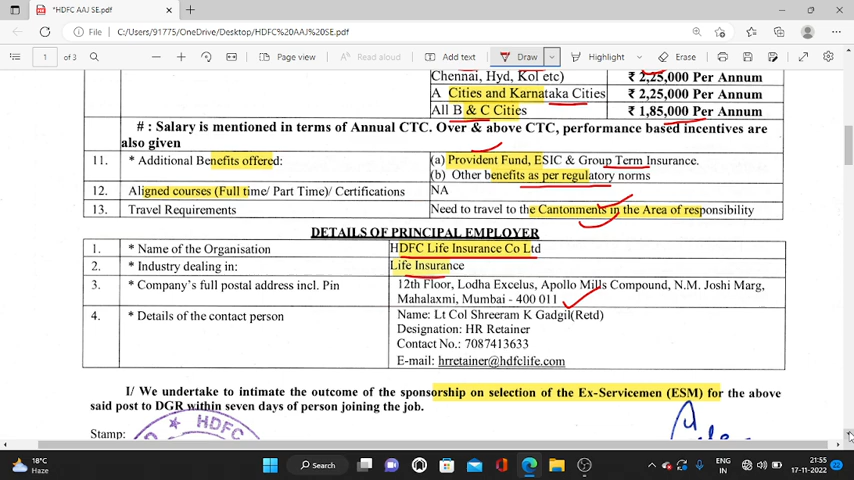 *HDFC AAJ SE.pdf
File C:/Users/91775/OneDrive/Desktop/HDFC%20AAJ%20SE.pdf
1 of 3 Page view Read aloud Add text Draw Highlight Erase
Chennai, Hyd, Kol etc) ₹ 2,25,000 Per Annum
A Cities and Karnataka Cities ₹ 2,25,000 Per Annum
All B & C Cities ₹ 1,85,000 Per Annum
# : Salary is mentioned in terms of Annual CTC. Over & above CTC, performance based incentives are
also given
11. * Additional Benefits offered: (a) Provident Fund, ESIC & Group Term Insurance.
(b) Other benefits as per regulatory norms
12. Aligned courses (Full time/ Part Time)/ Certifications NA
13. Travel Requirements Need to travel to the Cantonments in the Area of responsibility
DETAILS OF PRINCIPAL EMPLOYER
1. * Name of the Organisation HDFC Life Insurance Co Ltd
2. * Industry dealing in: Life Insurance
3. * Company's full postal address incl. Pin 12th Floor, Lodha Excelus, Apollo Mills Compound, N.M. Joshi Marg,
Mahalaxmi, Mumbai - 400 011
4. * Details of the contact person Name: Lt Col Shreeram K Gadgil(Retd)
Designation: HR Retainer
Contact No.: 7087413633
E-mail: hrretainer@hdfclife.com
I/ We undertake to intimate the outcome of the sponsorship on selection of the Ex-Servicemen (ESM) for the above
said post to DGR within seven days of person joining the job.
Stamp:
HDFC
18°C
Haze
Search
ENG
IN
21:55
17-11-2022